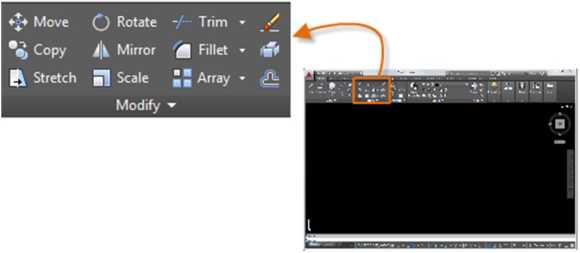 Move Rotate Trim
Copy Mirror Fillet
Stretch Scale Array
Modify